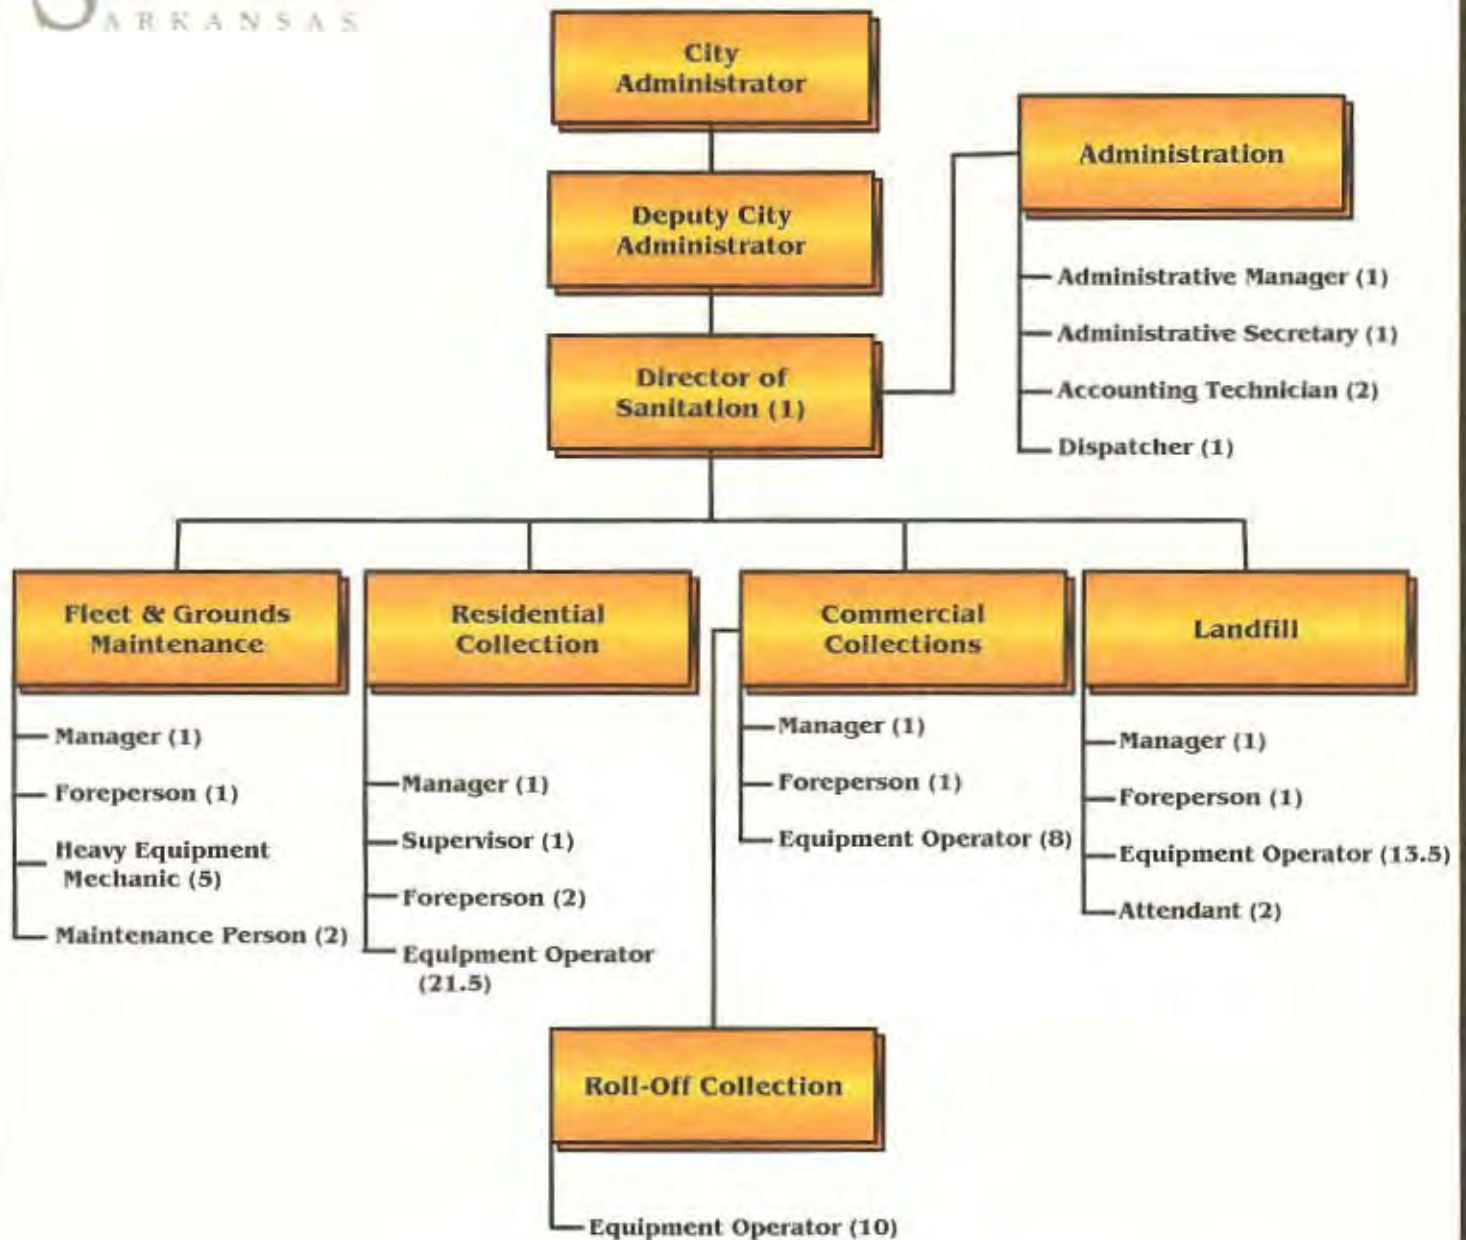 ARKANSAS
City
Administrator
Administration
Deputy City
Administrator
Administrative Manager (1)
Administrative Secretary (1)
Accounting Technician (2)
Dispatcher (1)
Director of
Sanitation (1)
Fleet & Grounds
Maintenance
Manager (1)
Foreperson (1)
Heavy Equipment
Mechanic (5)
Maintenance Person (2)
Residential
Collection
Manager (1)
Supervisor (1)
Foreperson (2)
Equipment Operator
(21.5)
Commercial
Collections
Manager (1)
Foreperson (1)
Equipment Operator (8)
Landfill
Manager (1)
Foreperson (1)
Equipment Operator (13.5)
Attendant (2)
Roll-Off Collection
Equipment Operator (10)